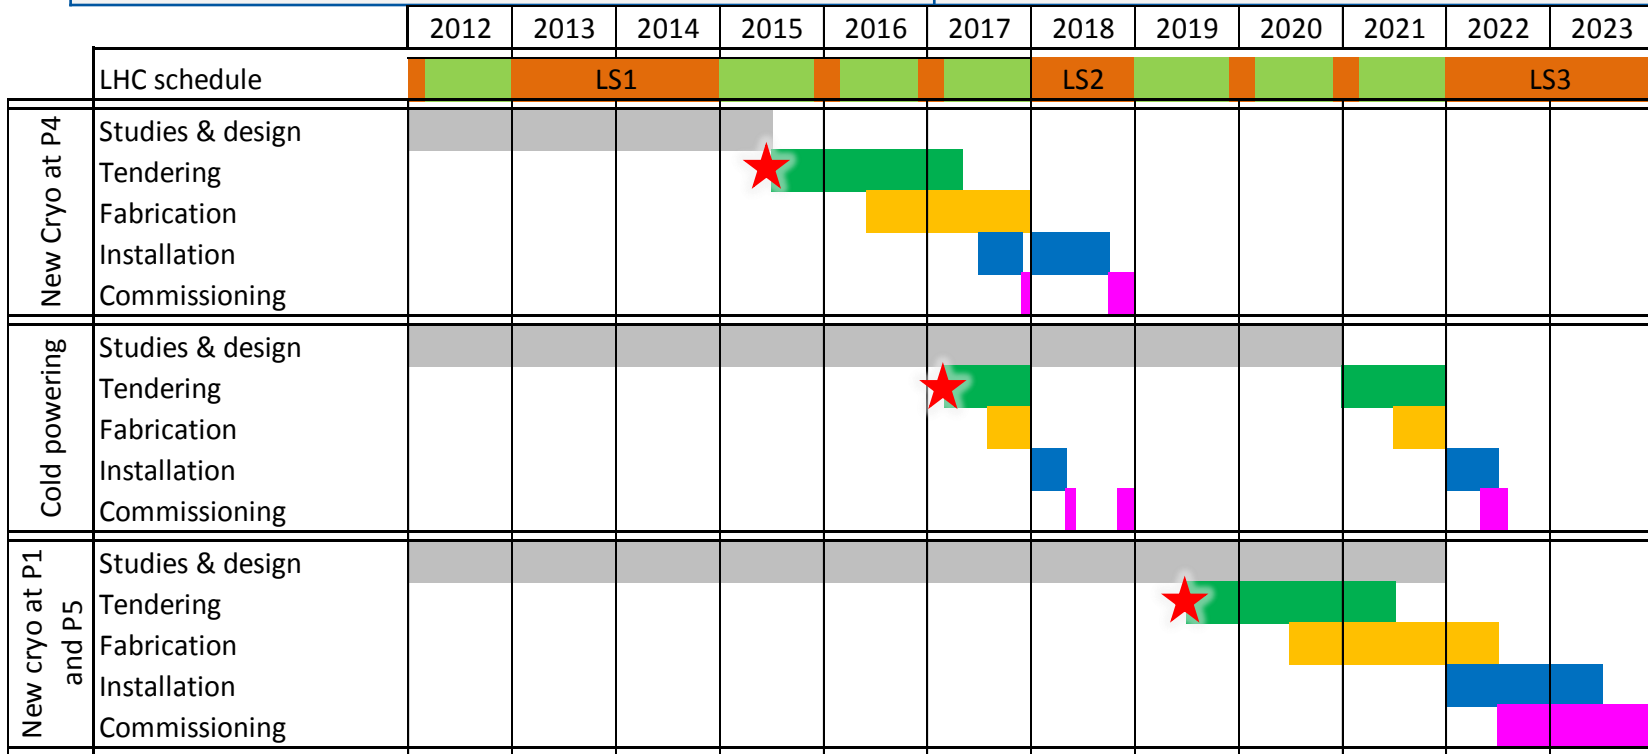 2012 2013 2014 2015 2016 2017 2018 2019 2020 2021 2022 2023
LHC schedule LS1 LS2 LS3
New Cryo at P4
Studies & design
Tendering
Fabrication
Installation
Commissioning
Cold powering
Studies & design
Tendering
Fabrication
Installation
Commissioning
New cryo at P1
and P5
Studies & design
Tendering
Fabrication
Installation
Commissioning